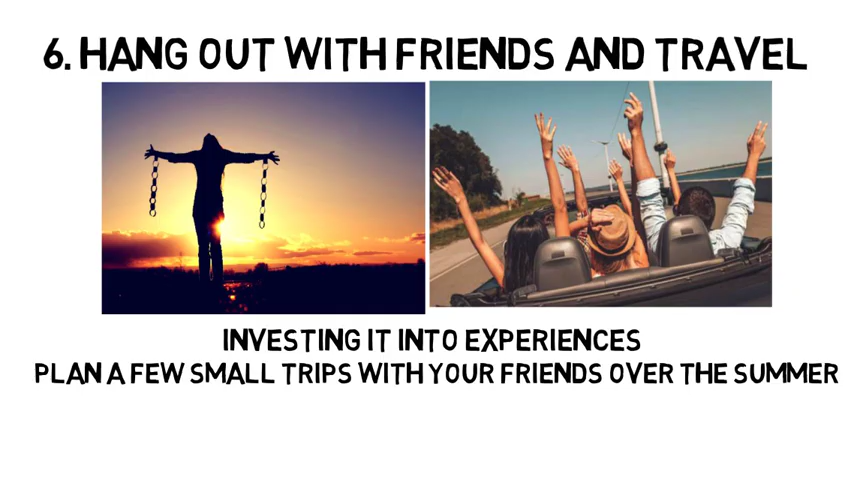 6. HANG OUT WITH FRIENDS AND TRAVEL
INVESTING IT INTO EXPERIENCES
PLAN A FEW SMALL TRIPS WITH YOUR FRIENDS OVER THE SUMMER